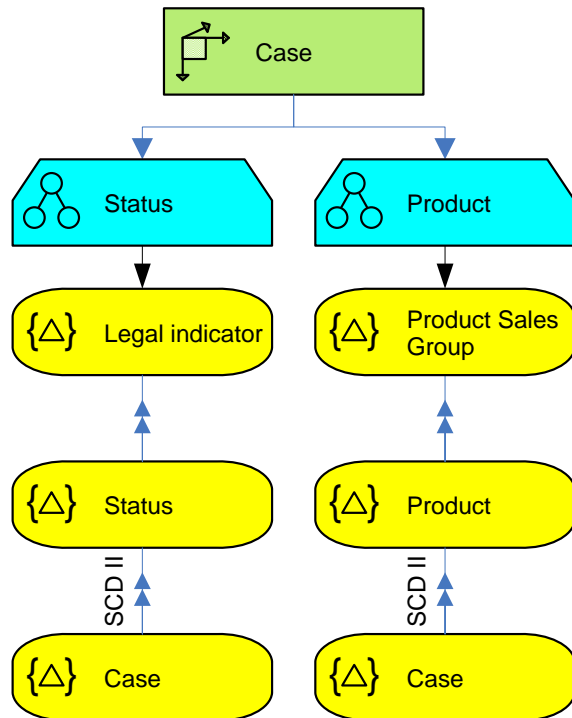 Case
Status
Product
Legal indicator
Product Sales
Group
Status
Product
SCD II
SCD II
Case
Case